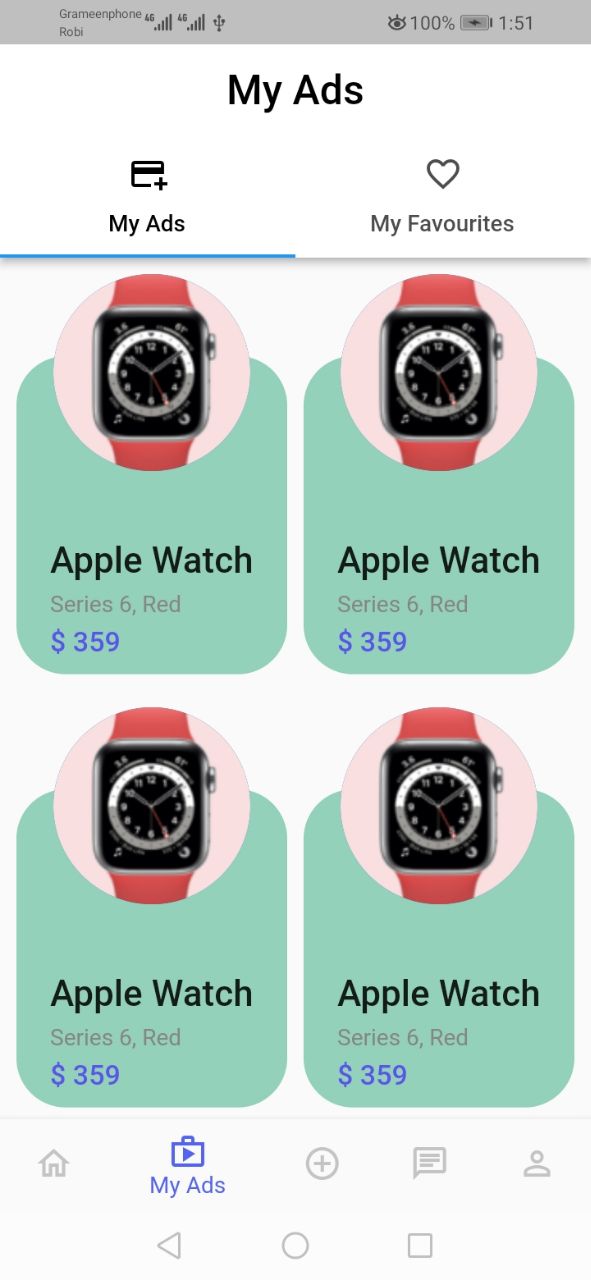 Grameenphone 4G 4G 100% 1:51
Robi
My Ads
My Ads My Favourites
Apple Watch Apple Watch
Series 6, Red Series 6, Red
$ 359 $ 359
Apple Watch Apple Watch
Series 6, Red Series 6, Red
$ 359 $ 359
My Ads